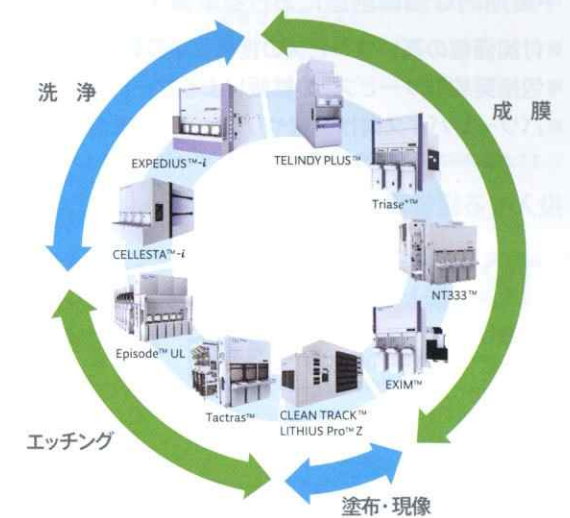 洗 浄
成 膜
EXPEDIUS™-i
TELINDY PLUS™
Triase⁺™
CELLESTA™-i
NT333™
Episode™ UL
EXIM™
Tactras™
CLEAN TRACK™
LITHIUS Pro™ Z
エッチング
塗布・現像